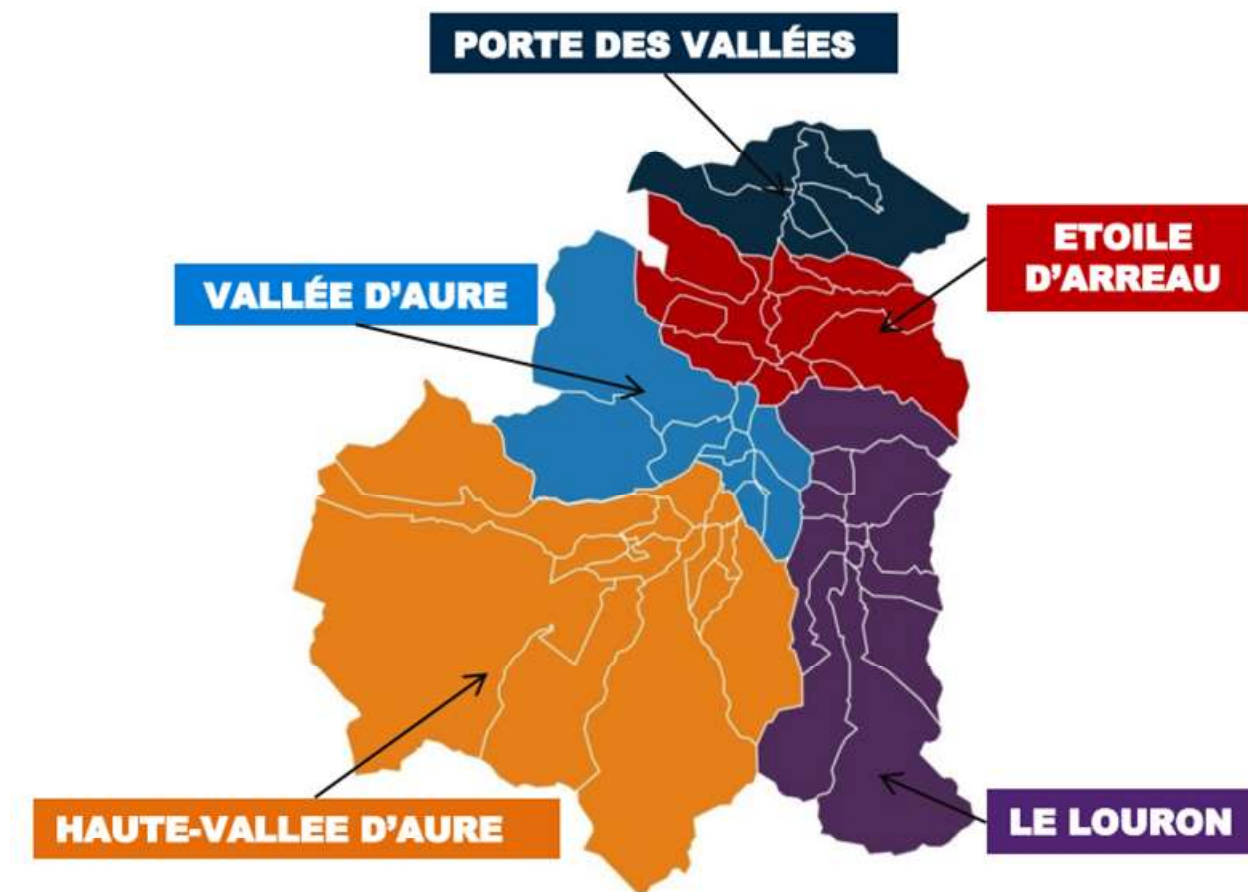 PORTE DES VALLÉES
ETOILE
D'ARREAU
VALLÉE D'AURE
HAUTE-VALLEE D'AURE
LE LOURON